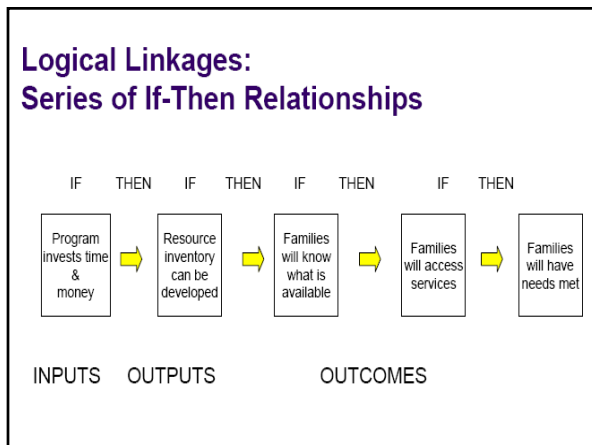 Logical Linkages:
Series of If-Then Relationships
IF THEN IF THEN IF THEN IF THEN
Program
invests time
&
money
Resource
inventory
can be
developed
Families
will know
what is
available
Families
will access
services
Families
will have
needs met
INPUTS OUTPUTS OUTCOMES